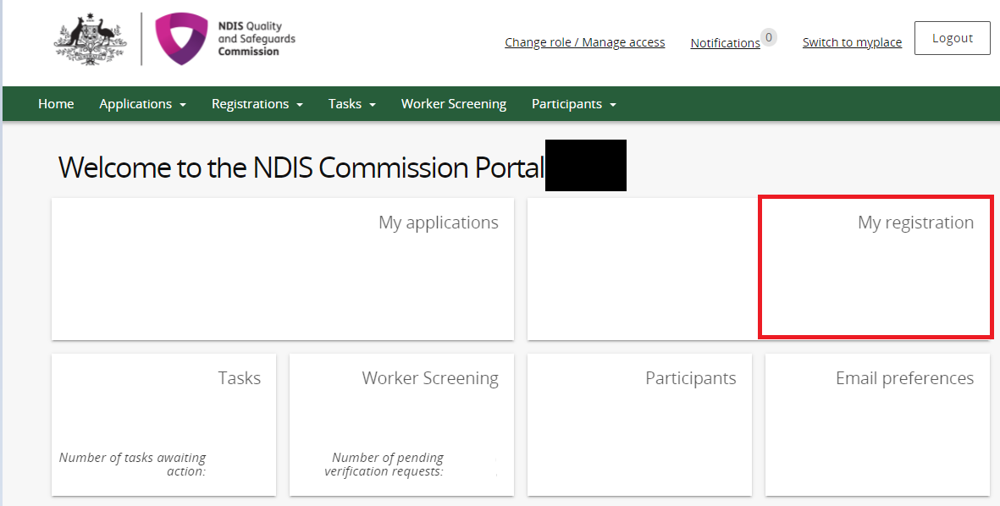 NDIS Quality
and Safeguards
Commission
Change role / Manage access
Notifications 0
Switch to myplace
Logout
Home Applications Registrations Tasks Worker Screening Participants
Welcome to the NDIS Commission Portal
My applications
My registration
Tasks
Number of tasks awaiting
action:
Worker Screening
Number of pending
verification requests:
Participants
Email preferences